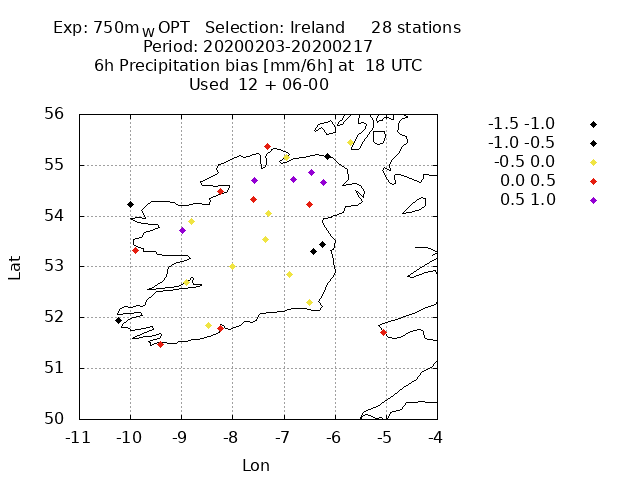 Exp: 750m_W OPT   Selection: Ireland     28 stations
Period: 20200203-20200217
6h Precipitation bias [mm/6h] at  18 UTC
Used  12 + 06-00
-1.5 -1.0
-1.0 -0.5
-0.5 0.0
0.0 0.5
0.5 1.0
56
55
54
53
52
51
50
Lat
-11 -10 -9 -8 -7 -6 -5 -4
Lon